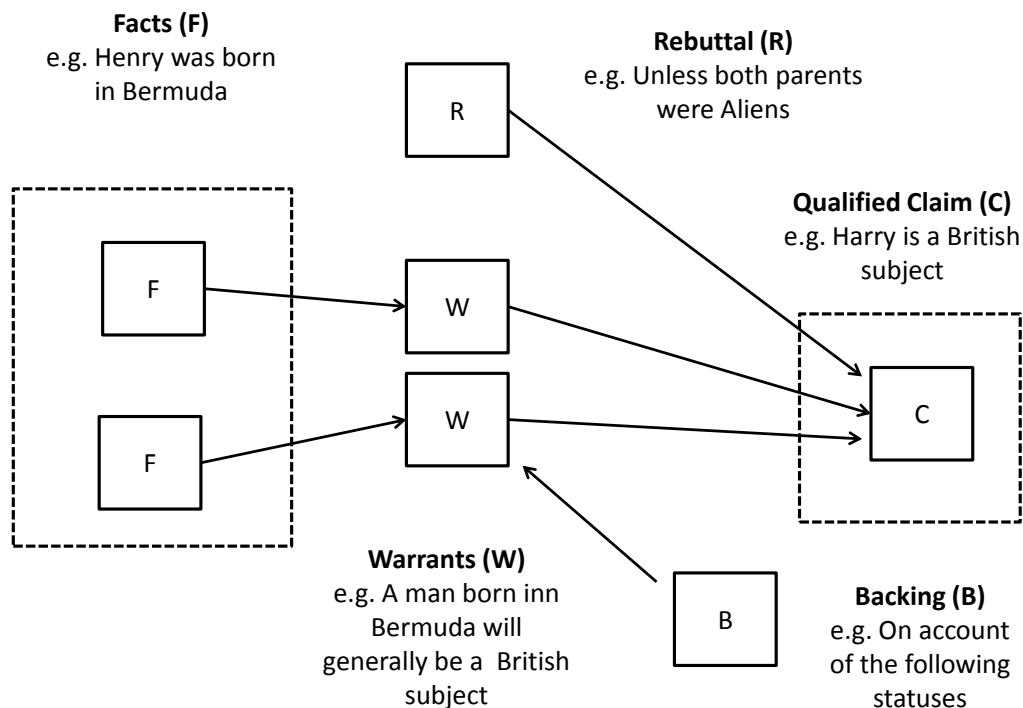 Facts (F)
e.g. Henry was born
in Bermuda
Rebuttal (R)
e.g. Unless both parents
were Aliens
R
Qualified Claim (C)
e.g. Harry is a British
subject
F
W
F
W
C
Warrants (W)
e.g. A man born inn
Bermuda will
generally be a  British
subject
B
Backing (B)
e.g. On account
of the following
statuses